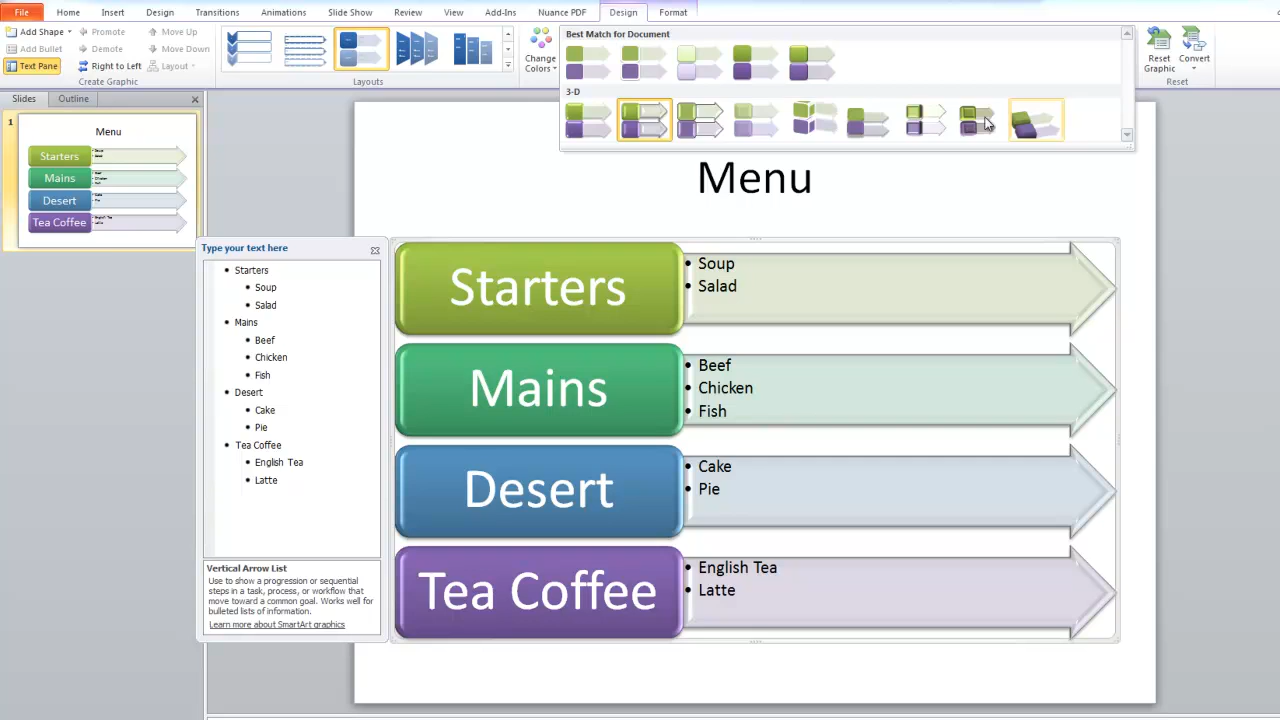 File Home Insert Design Transitions Animations Slide Show Review View Add-Ins Nuance PDF Design Format
Add Shape Promote Move Up
Add Bullet Demote Move Down
Text Pane Right to Left Layout
Create Graphic
Layouts
Change
Colors
Best Match for Document
3-D
Reset
Graphic
Convert
Reset
Slides Outline
1
Menu
Starters
Mains
Desert
Tea Coffee
Type your text here
• Starters
• Soup
• Salad
• Mains
• Beef
• Chicken
• Fish
• Desert
• Cake
• Pie
• Tea Coffee
• English Tea
• Latte
Vertical Arrow List
Use to show a progression or sequential
steps in a task, process, or workflow that
move toward a common goal. Works well for
bulleted lists of information.
Learn more about SmartArt graphics
Menu
Starters
• Soup
• Salad
Mains
• Beef
• Chicken
• Fish
Desert
• Cake
• Pie
Tea Coffee
• English Tea
• Latte